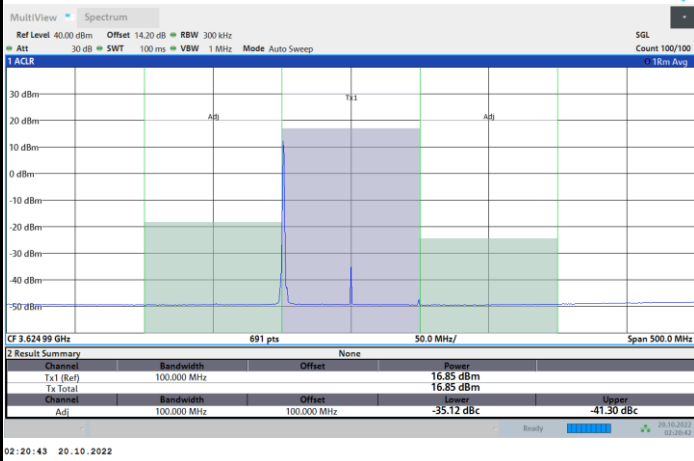 MultiView Spectrum
Ref Level 40.00 dBm Offset 14.20 dB RBW 300 kHz SGL
Att 30 dB SWT 100 ms VBW 1 MHz Mode Auto Sweep Count 100/100
1 ACLR 1Rm Avg
30 dBm
Tx1
20 dBm Adj Adj
10 dBm
0 dBm
-10 dBm
-20 dBm
-30 dBm
-40 dBm
-50 dBm
CF 3.624 99 GHz 691 pts 50.0 MHz/ Span 500.0 MHz
2 Result Summary None
Channel Bandwidth Offset Power
Tx1 (Ref) 100.000 MHz 16.85 dBm
Tx Total 16.85 dBm
Channel Bandwidth Offset Lower Upper
Adj 100.000 MHz 100.000 MHz -35.12 dBc -41.30 dBc
Ready 20.10.2022
02:20:42
02:20:43 20.10.2022